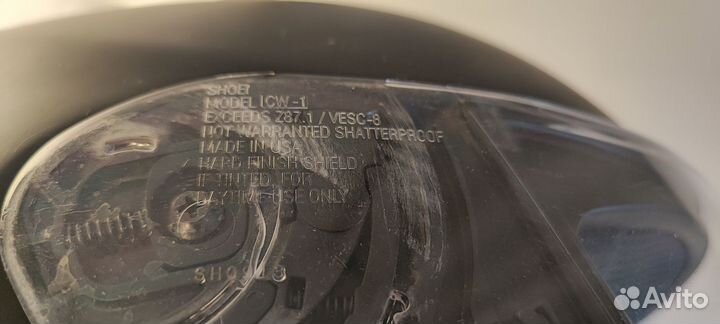 SHOEI
MODEL CW-1
EXCEEDS Z87.1 / VESC-8
NOT WARRANTED SHATTERPROOF
MADE IN USA
HARD FINISH SHIELD
IF TINTED, FOR
DAYTIME USE ONLY
Avito